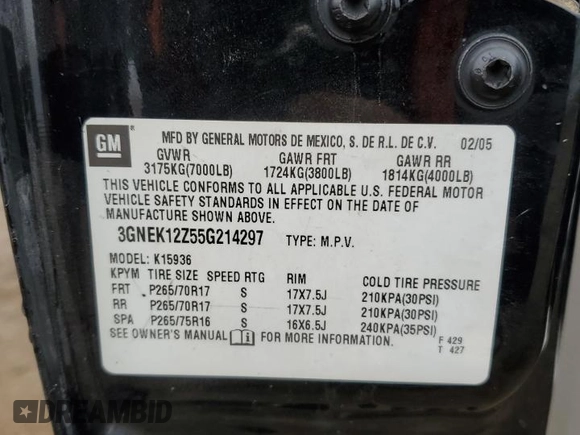 GM
MFD BY GENERAL MOTORS DE MEXICO, S. DE R.L. DE C.V. 02/05
GVWR GAWR FRT GAWR RR
3175KG(7000LB) 1724KG(3800LB) 1814KG(4000LB)
THIS VEHICLE CONFORMS TO ALL APPLICABLE U.S. FEDERAL MOTOR
VEHICLE SAFETY STANDARDS IN EFFECT ON THE DATE OF
MANUFACTURE SHOWN ABOVE.
3GNEK12Z55G214297 TYPE: M.P.V.
MODEL: K15936
KPYM TIRE SIZE SPEED RTG RIM COLD TIRE PRESSURE
FRT P265/70R17 S 17X7.5J 210KPA(30PSI)
RR P265/70R17 S 17X7.5J 210KPA(30PSI)
SPA P265/75R16 S 16X6.5J 240KPA(35PSI)
SEE OWNER'S MANUAL FOR MORE INFORMATION.
F 429
T 427
DREAMBID